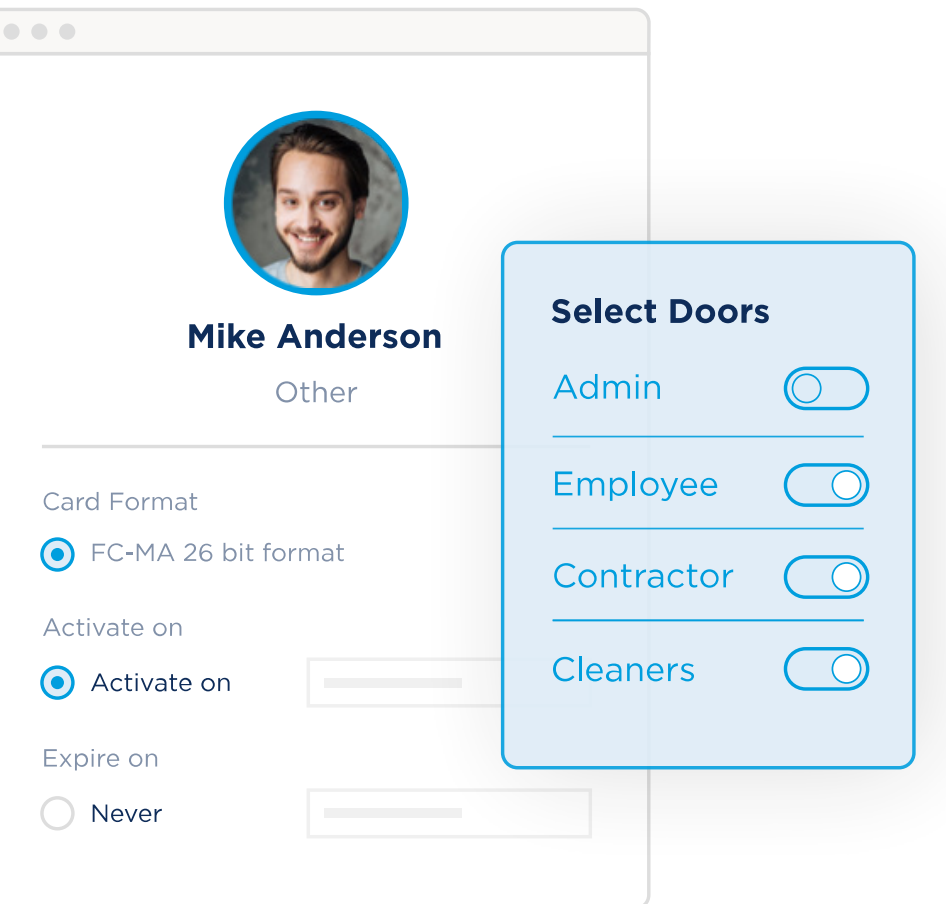 Mike Anderson
Other
Card Format
FC-MA 26 bit format
Activate on
Activate on
Expire on
Never
Select Doors
Admin
Employee
Contractor
Cleaners